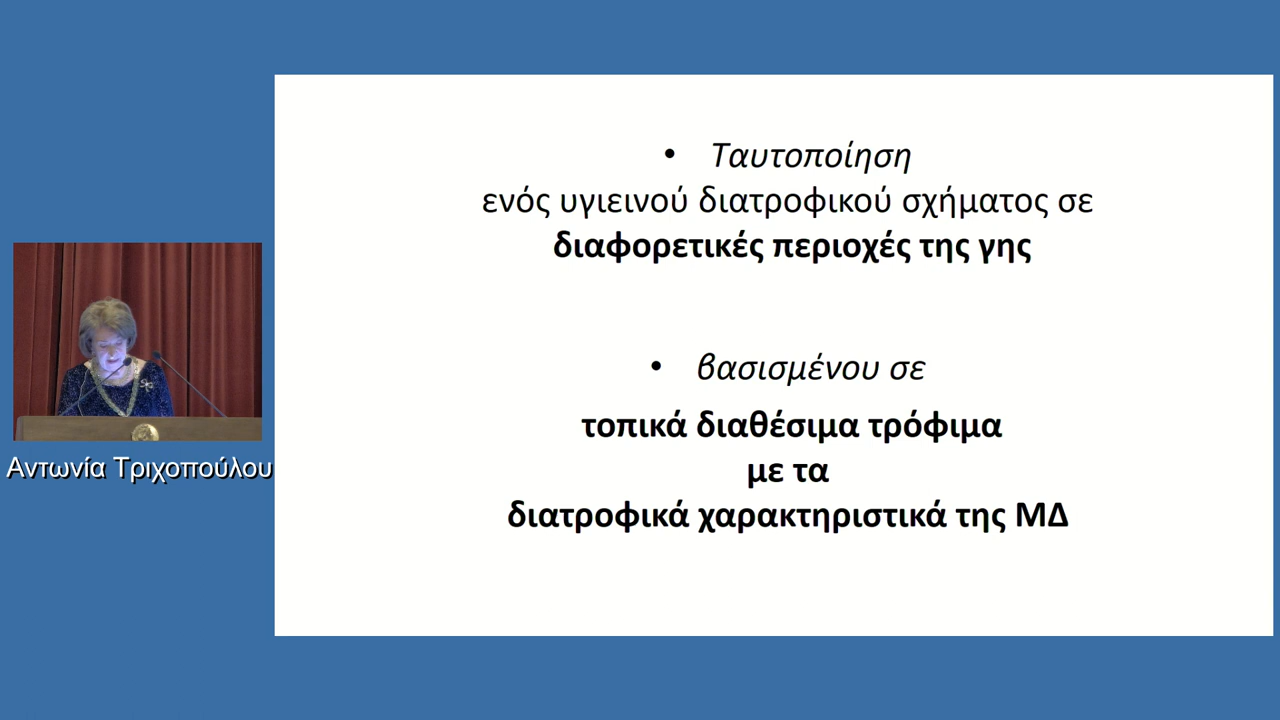 • Ταυτοποίηση
ενός υγιεινού διατροφικού σχήματος σε
διαφορετικές περιοχές της γης
• βασισμένου σε
τοπικά διαθέσιμα τρόφιμα
με τα
διατροφικά χαρακτηριστικά της ΜΔ
Αντωνία Τριχοπούλου